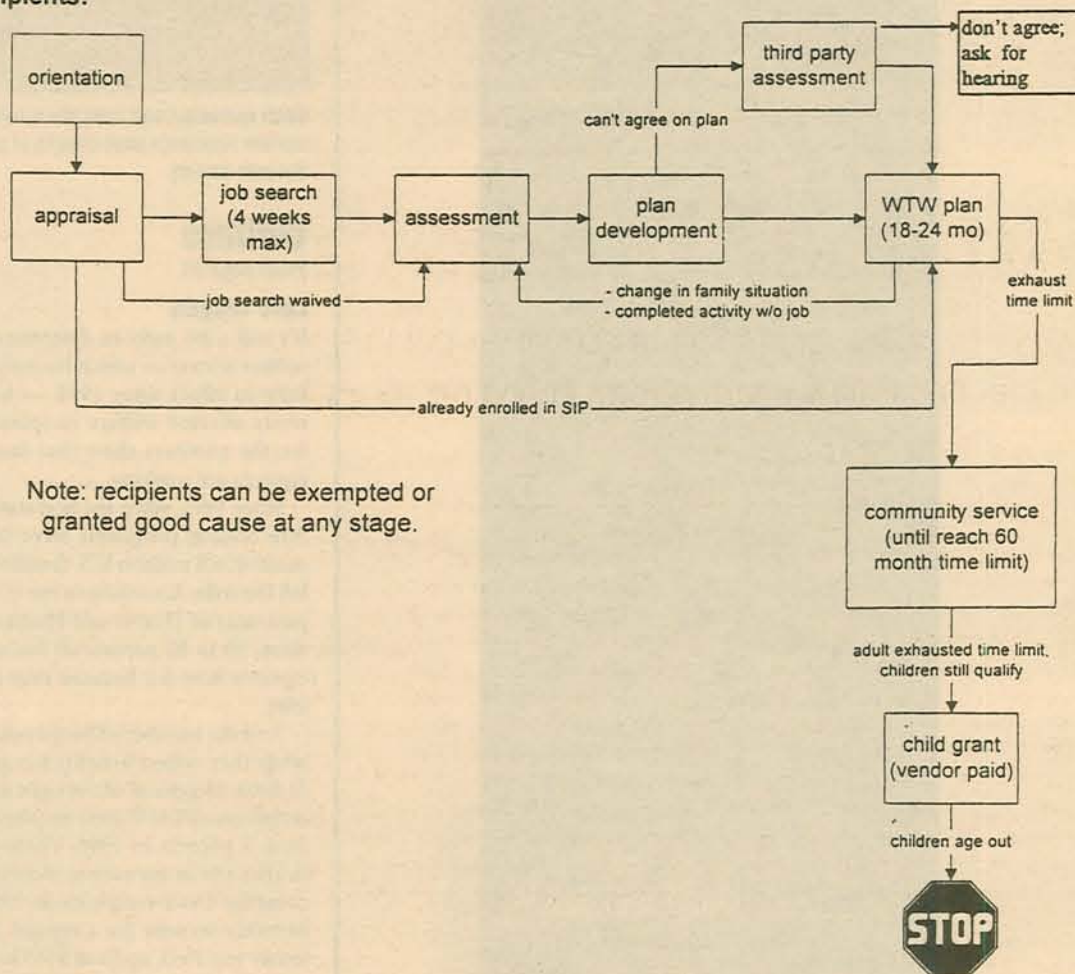 orientation
third party
assessment
don't agree;
ask for
hearing
can't agree on plan
appraisal
job search
(4 weeks
max)
assessment
plan
development
WTW plan
(18-24 mo)
job search waived
- change in family situation
- completed activity w/o job
exhaust
time limit
already enrolled in SIP
Note: recipients can be exempted or
granted good cause at any stage.
community service
(until reach 60
month time limit)
adult exhausted time limit,
children still qualify
child grant
(vendor paid)
children age out
STOP